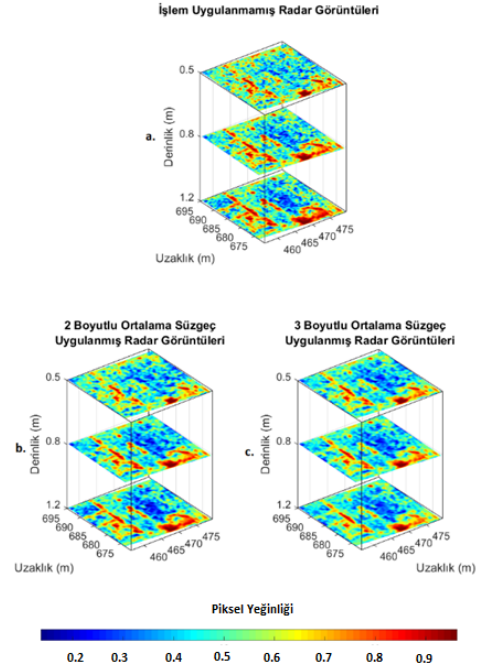 İşlem Uygulanmamış Radar Görüntüleri
a.
Derinlik (m)
0.5
0.8
1.2
695
690
685
680
675
460
465
470
475
Uzaklık (m)
2 Boyutlu Ortalama Süzgeç
Uygulanmış Radar Görüntüleri
b.
Derinlik (m)
0.5
0.8
1.2
695
690
685
680
675
460
465
470
475
Uzaklık (m)
3 Boyutlu Ortalama Süzgeç
Uygulanmış Radar Görüntüleri
c.
Derinlik (m)
0.5
0.8
1.2
695
690
685
680
675
460
465
470
475
Uzaklık (m)
Piksel Yeğinliği
0.2 0.3 0.4 0.5 0.6 0.7 0.8 0.9